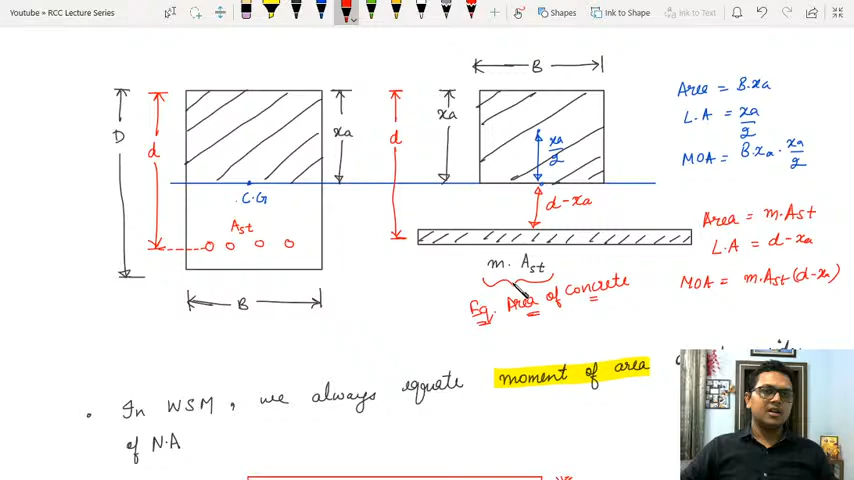 Youtube » RCC Lecture Series
Shapes
Ink to Shape
Ink to Text
B
D
d
xa
C.G
Ast
B
d
xa
xa/2
d-xa
m. Ast
Eq. Area of concrete
Area = B.xa
L.A = xa/2
MOA = B.xa . xa/2
Area = m.Ast
L.A = d-xa
MOA = m.Ast(d-xa)
. In WSM, we always equate moment of area
of N.A